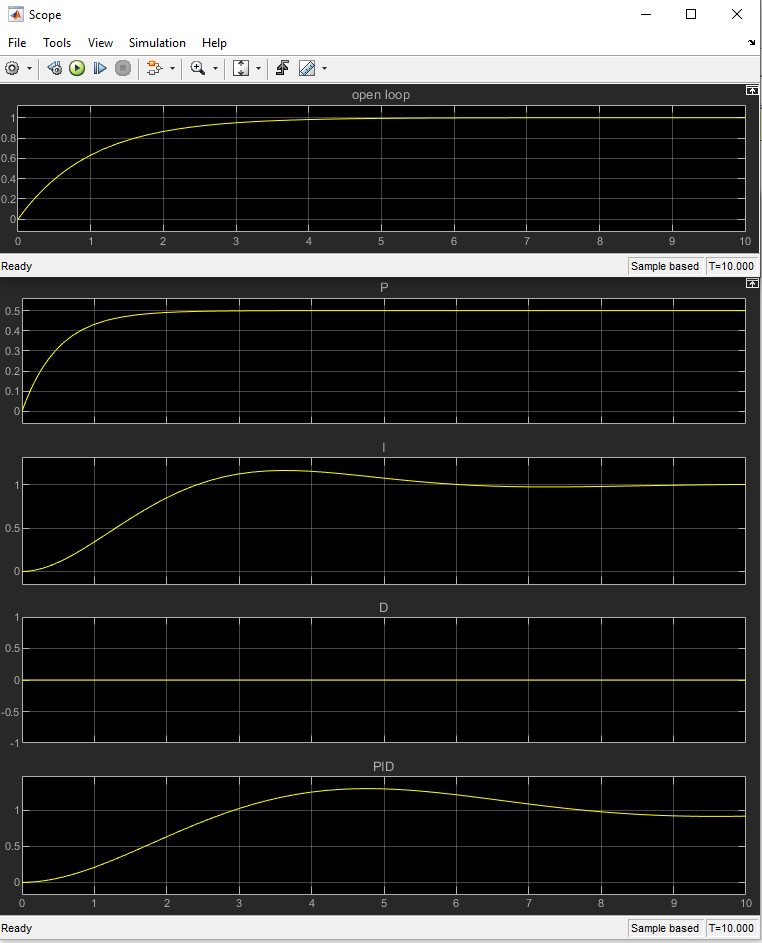 Scope
File Tools View Simulation Help
open loop
1
0.8
0.6
0.4
0.2
0
0 1 2 3 4 5 6 7 8 9 10
Ready Sample based T=10.000
P
0.5
0.4
0.3
0.2
0.1
0
I
1
0.5
0
D
1
0.5
0
-0.5
-1
PID
1
0.5
0
0 1 2 3 4 5 6 7 8 9 10
Ready Sample based T=10.000